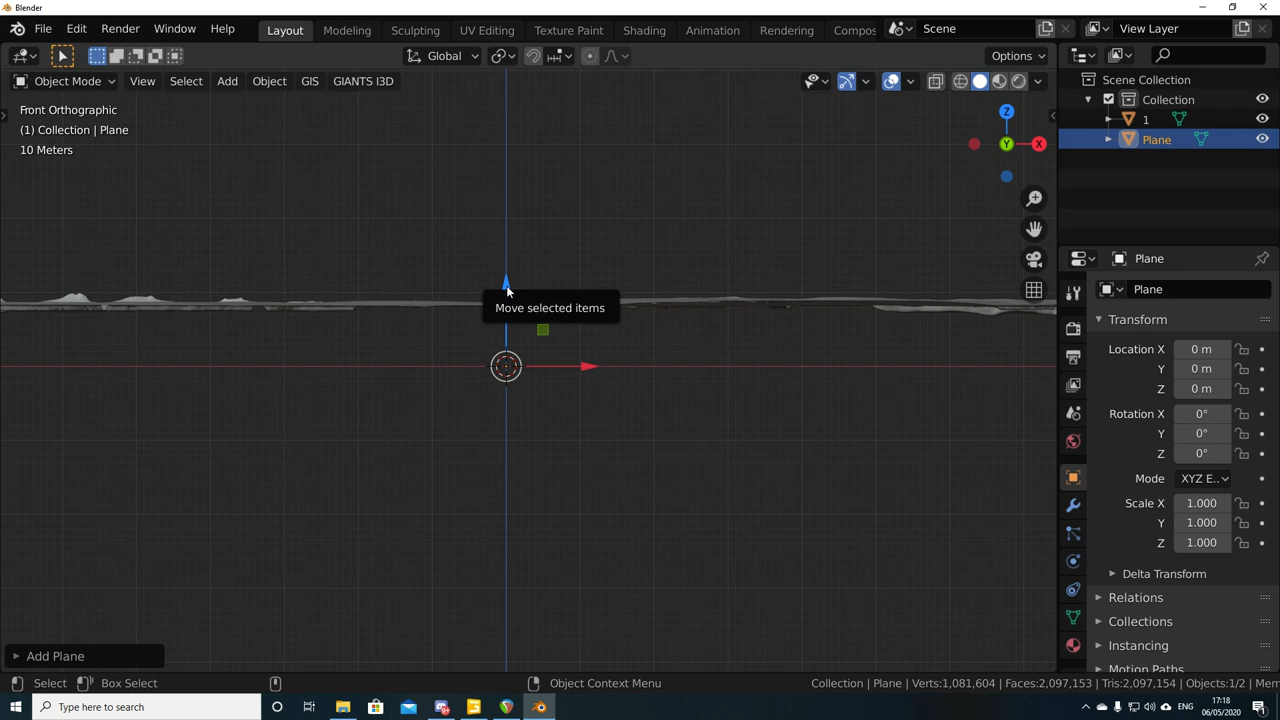 Blender
File Edit Render Window Help Layout Modeling Sculpting UV Editing Texture Paint Shading Animation Rendering Compos Scene View Layer
Global Options
Object Mode View Select Add Object GIS GIANTS 3D
Front Orthographic
(1) Collection | Plane
10 Meters
Z
Y
X
Move selected items
Add Plane
Scene Collection
Collection
1
Plane
Plane
Plane
Transform
Location X 0 m
Y 0 m
Z 0 m
Rotation X 0°
Y 0°
Z 0°
Mode XYZ E..
Scale X 1.000
Y 1.000
Z 1.000
Delta Transform
Relations
Collections
Instancing
Motion Paths
Select Box Select Object Context Menu Collection | Plane | Verts:1,081,604 | Faces:2,097,153 | Tris:2,097,154 | Objects:1/2 | Mem
Type here to search ENG 17:18
06/05/2020